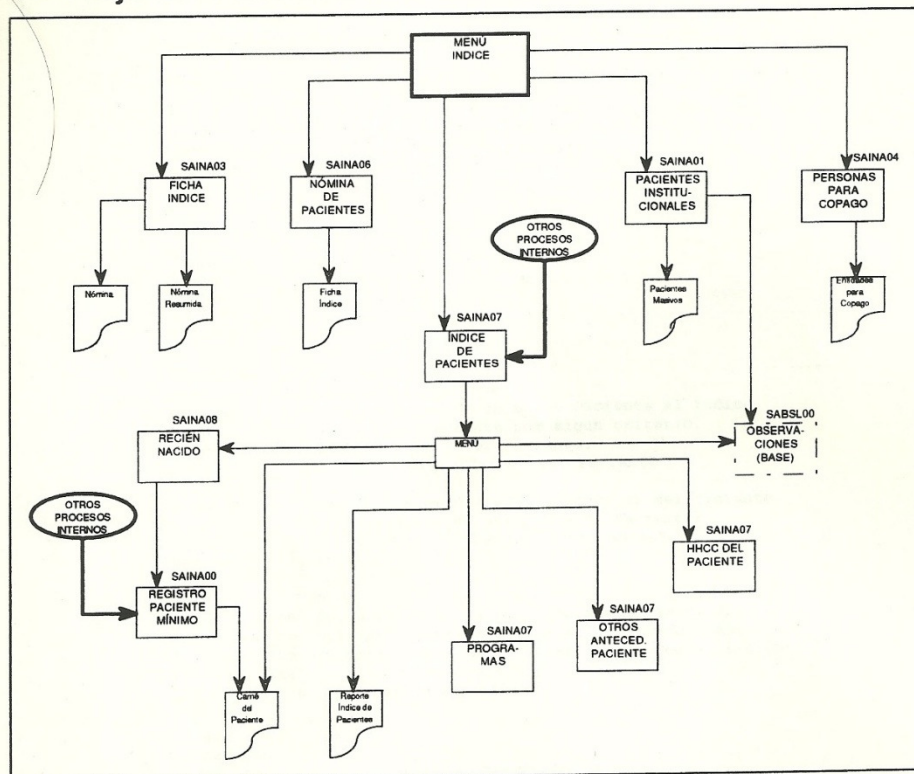 MENÚ
INDICE
SAINA03
FICHA
INDICE
SAINA06
NÓMINA
DE
PACIENTES
SAINA01
PACIENTES
INSTITU-
CIONALES
SAINA04
PERSONAS
PARA
COPAGO
OTROS
PROCESOS
INTERNOS
Nómina
Nómina
Resumida
Ficha
Índice
Pacientes
Masivos
Entidades
para
Copago
SAINA07
ÍNDICE
DE
PACIENTES
SAINA08
RECIÉN
NACIDO
MENÚ
SABSL00
OBSERVA-
CIONES
(BASE)
OTROS
PROCESOS
INTERNOS
SAINA00
REGISTRO
PACIENTE
MÍNIMO
SAINA07
HHCC DEL
PACIENTE
SAINA07
PROGRA-
MAS
SAINA07
OTROS
ANTECED.
PACIENTE
Carné
del
Paciente
Reporte
Índice de
Pacientes